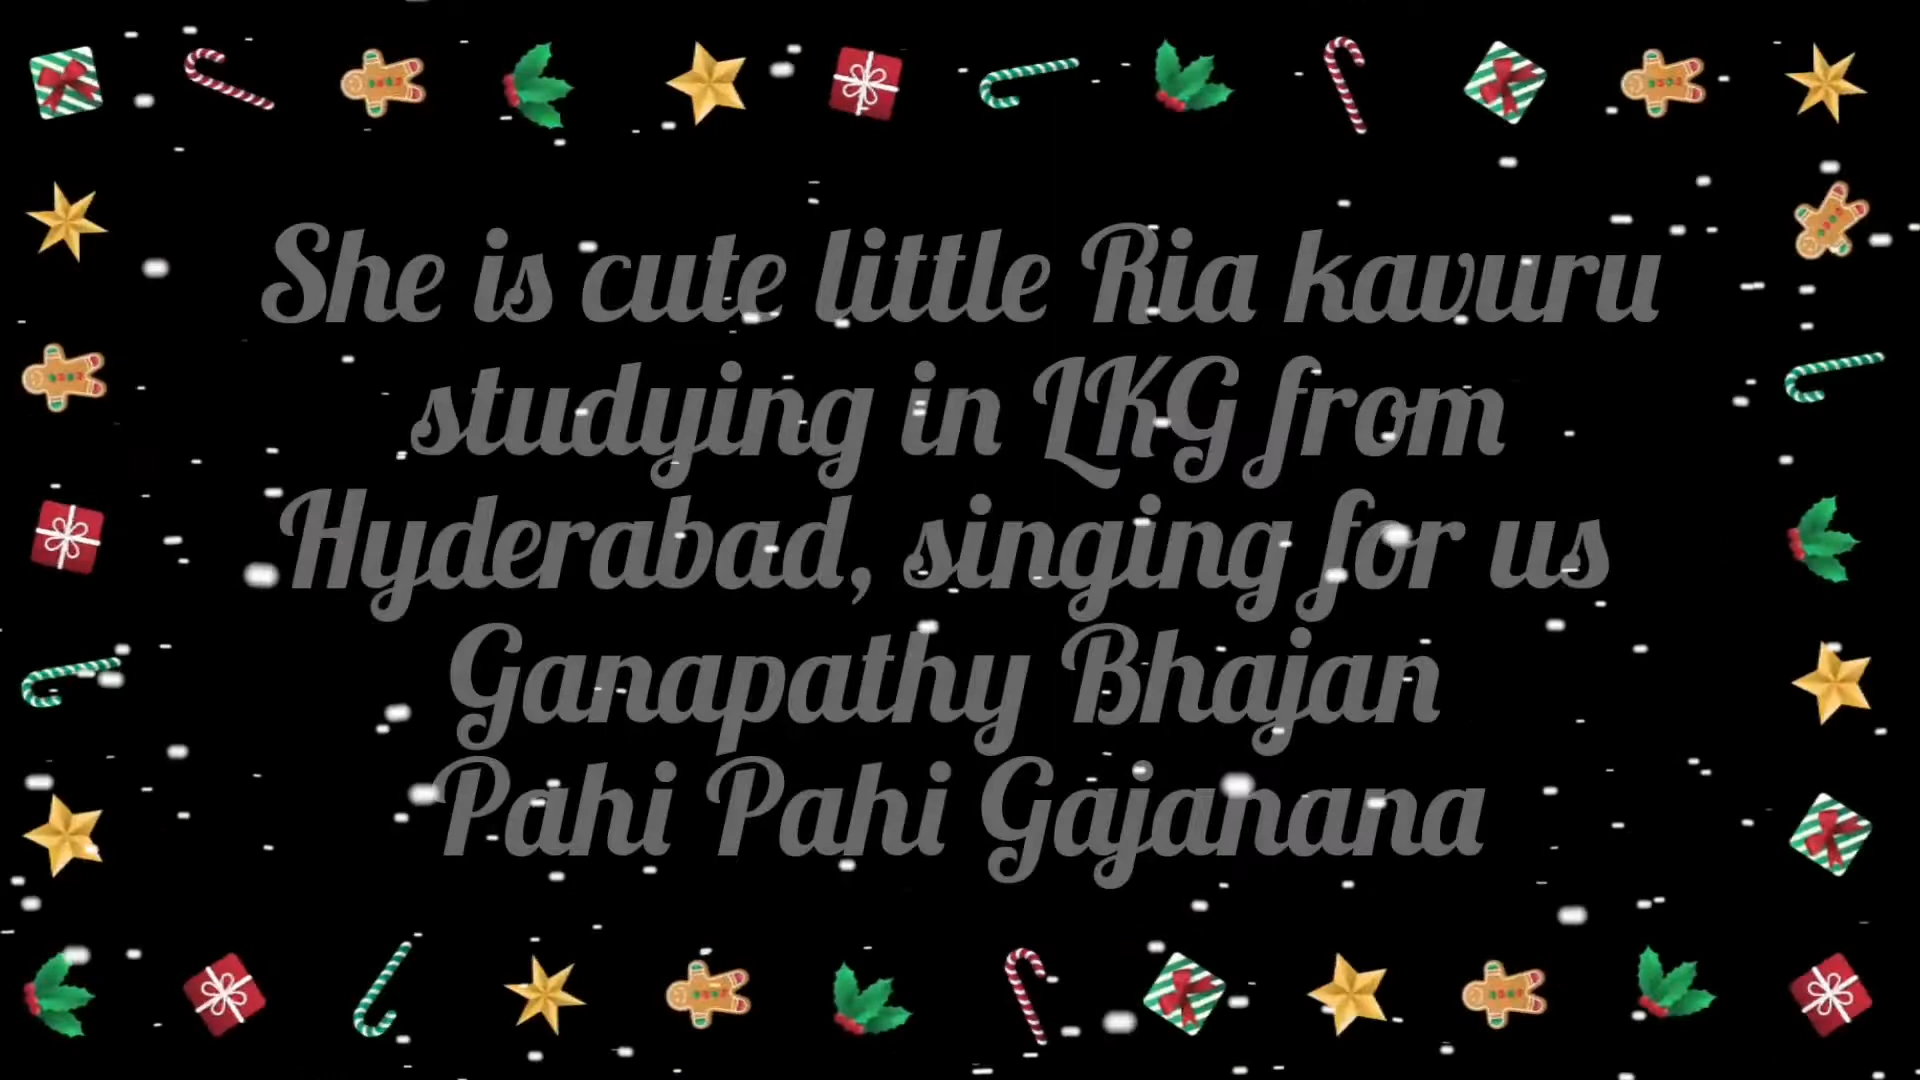 She is cute little Ria kavuru
studying in LKG from
Hyderabad, singing for us
Ganapathy Bhajan
Pahi Pahi Gajanana